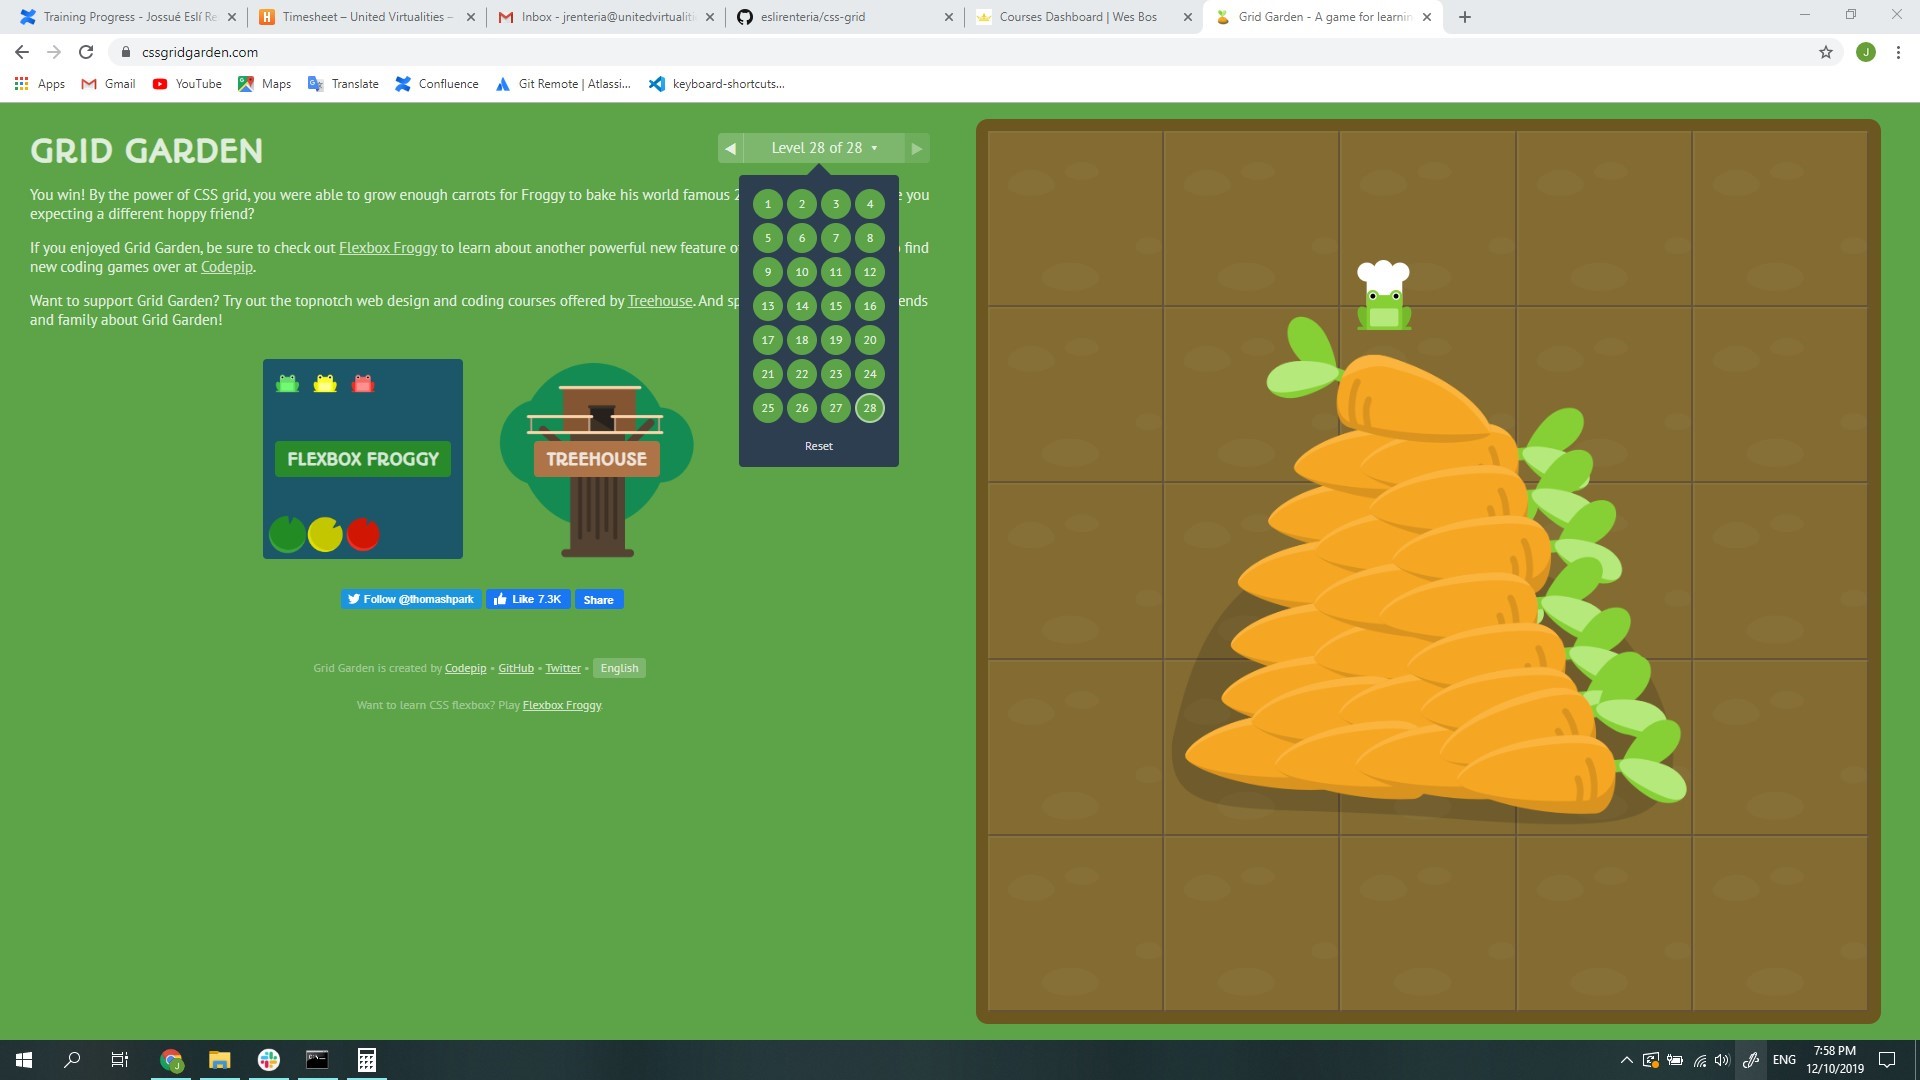 Training Progress - Jossué Eslí Re
Timesheet – United Virtualities –
Inbox - jrenteria@unitedvirtualiti
eslirenteria/css-grid
Courses Dashboard | Wes Bos
Grid Garden - A game for learnin
cssgridgarden.com
J
Apps
Gmail
YouTube
Maps
Translate
Confluence
Git Remote | Atlassi...
keyboard-shortcuts...
GRID GARDEN
Level 28 of 28
You win! By the power of CSS grid, you were able to grow enough carrots for Froggy to bake his world famous 2 you
expecting a different hoppy friend?
If you enjoyed Grid Garden, be sure to check out Flexbox Froggy to learn about another powerful new feature o find
new coding games over at Codepip.
Want to support Grid Garden? Try out the topnotch web design and coding courses offered by Treehouse. And sp ends
and family about Grid Garden!
1 2 3 4
5 6 7 8
9 10 11 12
13 14 15 16
17 18 19 20
21 22 23 24
25 26 27 28
Reset
FLEXBOX FROGGY
TREEHOUSE
Follow @thomashpark
Like 7.3K
Share
Grid Garden is created by Codepip • GitHub • Twitter • English
Want to learn CSS flexbox? Play Flexbox Froggy.
ENG
7:58 PM
12/10/2019